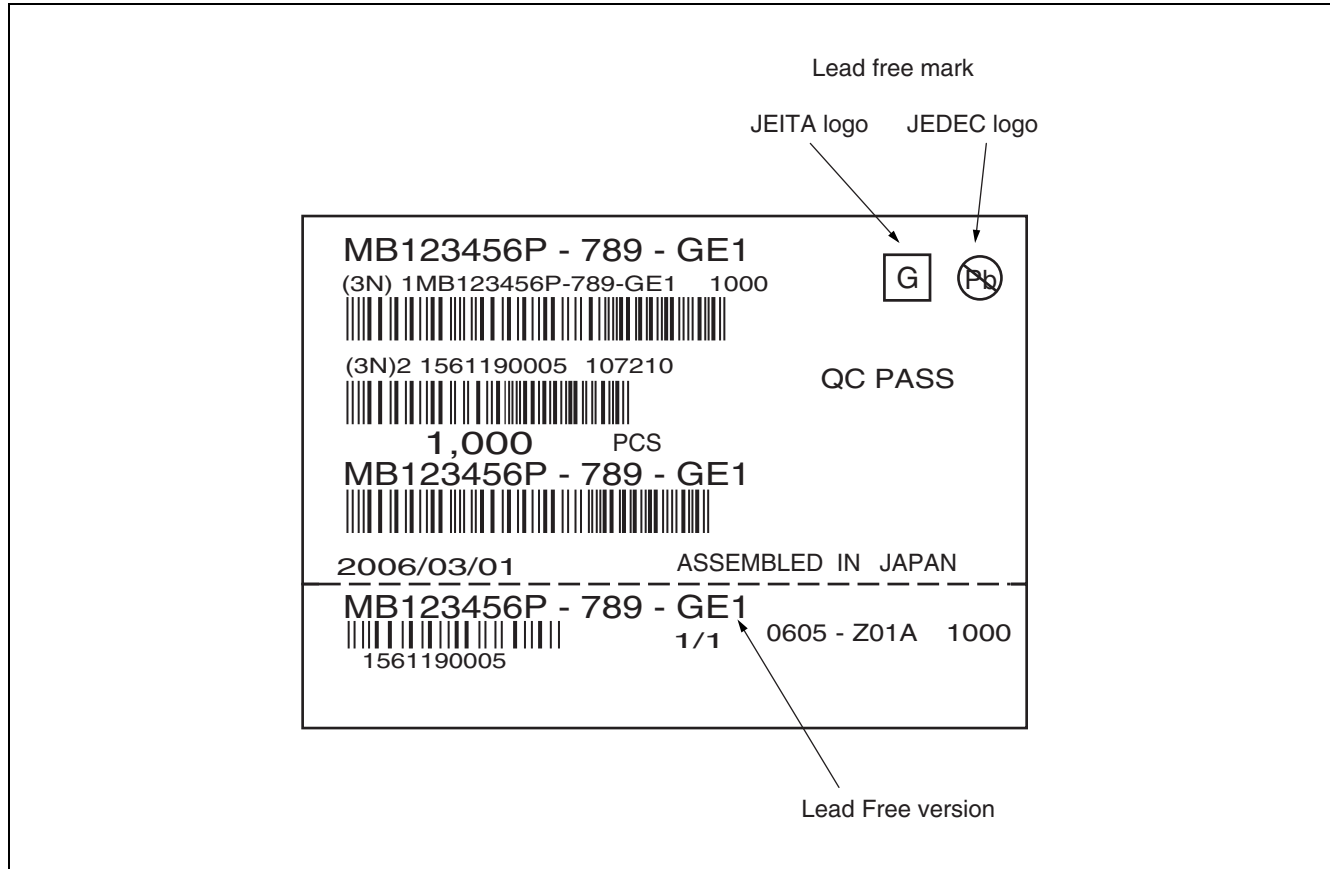 Lead free mark
JEITA logo JEDEC logo
MB123456P - 789 - GE1
(3N) 1MB123456P-789-GE1 1000
G Pb
(3N)2 1561190005 107210
QC PASS
1,000 PCS
MB123456P - 789 - GE1
2006/03/01 ASSEMBLED IN JAPAN
MB123456P - 789 - GE1
1/1 0605 - Z01A 1000
1561190005
Lead Free version